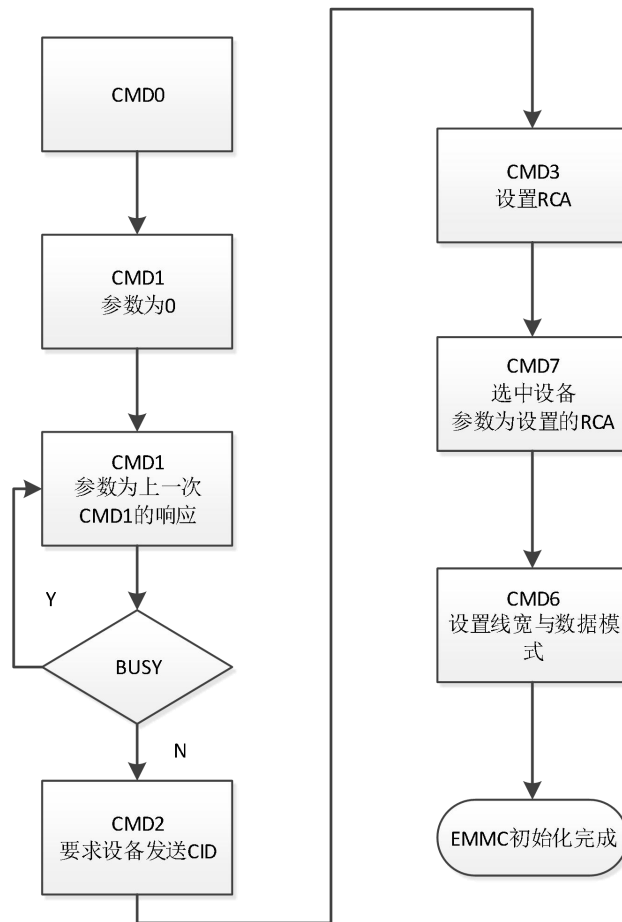 CMD0
CMD1
参数为0
CMD1
参数为上一次
CMD1的响应
Y
BUSY
N
CMD2
要求设备发送CID
CMD3
设置RCA
CMD7
选中设备
参数为设置的RCA
CMD6
设置线宽与数据模
式
EMMC初始化完成